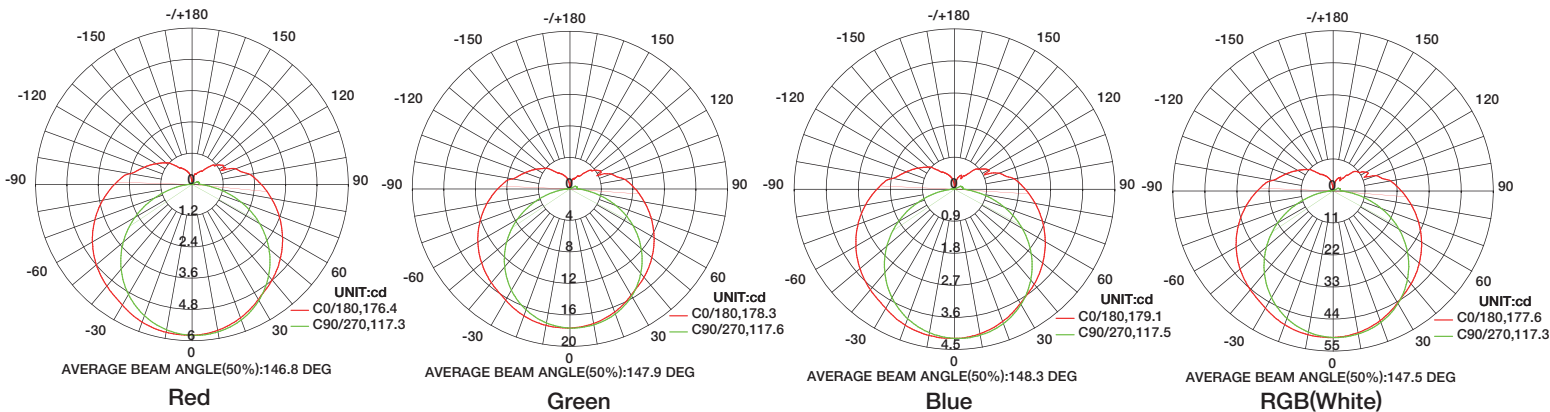 -/+180
-150 150
-120 120
-90 90
-60 60
-30 30
0
0
1.2
2.4
3.6
4.8
6
UNIT:cd
C0/180,176.4
C90/270,117.3
AVERAGE BEAM ANGLE(50%):146.8 DEG
Red
-/+180
-150 150
-120 120
-90 90
-60 60
-30 30
0
0
4
8
12
16
20
UNIT:cd
C0/180,178.3
C90/270,117.6
AVERAGE BEAM ANGLE(50%):147.9 DEG
Green
-/+180
-150 150
-120 120
-90 90
-60 60
-30 30
0
0
0.9
1.8
2.7
3.6
4.5
UNIT:cd
C0/180,179.1
C90/270,117.5
AVERAGE BEAM ANGLE(50%):148.3 DEG
Blue
-/+180
-150 150
-120 120
-90 90
-60 60
-30 30
0
0
11
22
33
44
55
UNIT:cd
C0/180,177.6
C90/270,117.3
AVERAGE BEAM ANGLE(50%):147.5 DEG
RGB(White)